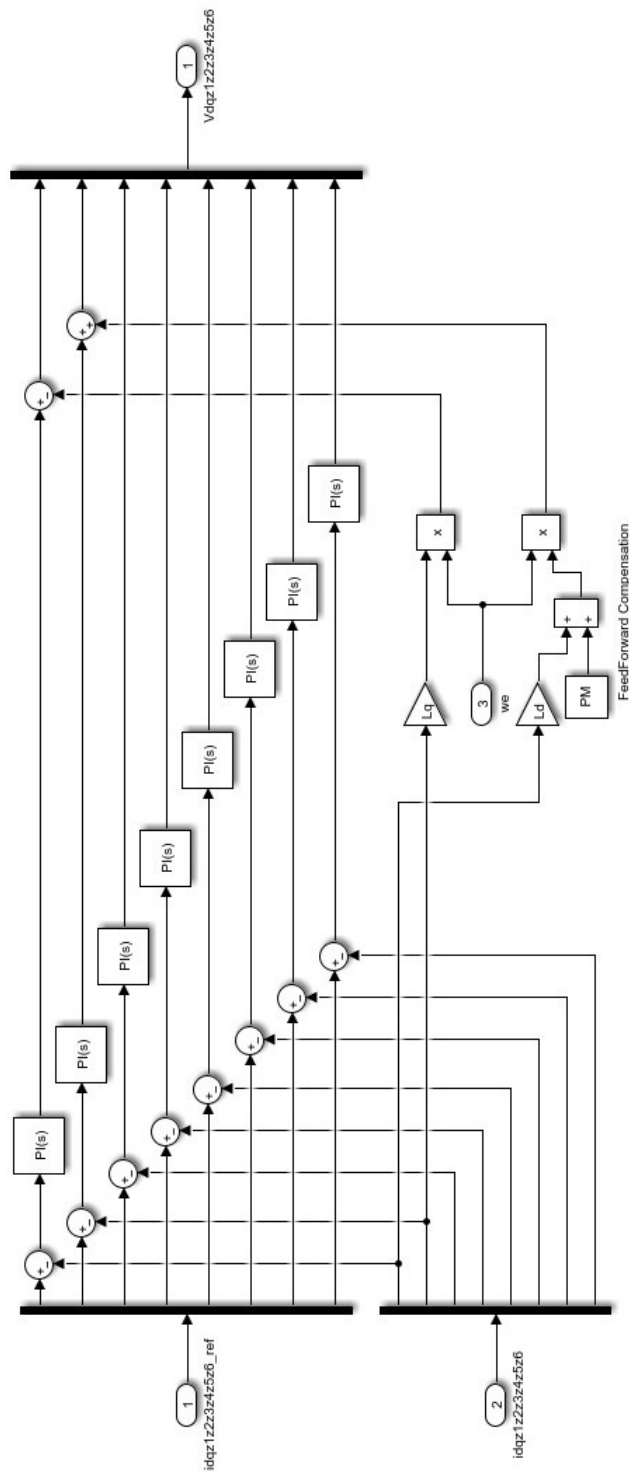 + −
PI(s)
+ −
+ −
PI(s)
+ +
+ −
PI(s)
+ −
PI(s)
1
idqz1z2z3z4z5z6_ref
1
Vdqz1z2z3z4z5z6
+ −
PI(s)
+ −
PI(s)
+ −
PI(s)
+ −
PI(s)
Lq
x
3
we
2
idqz1z2z3z4z5z6
Ld
x
+
+
PM
FeedForward Compensation